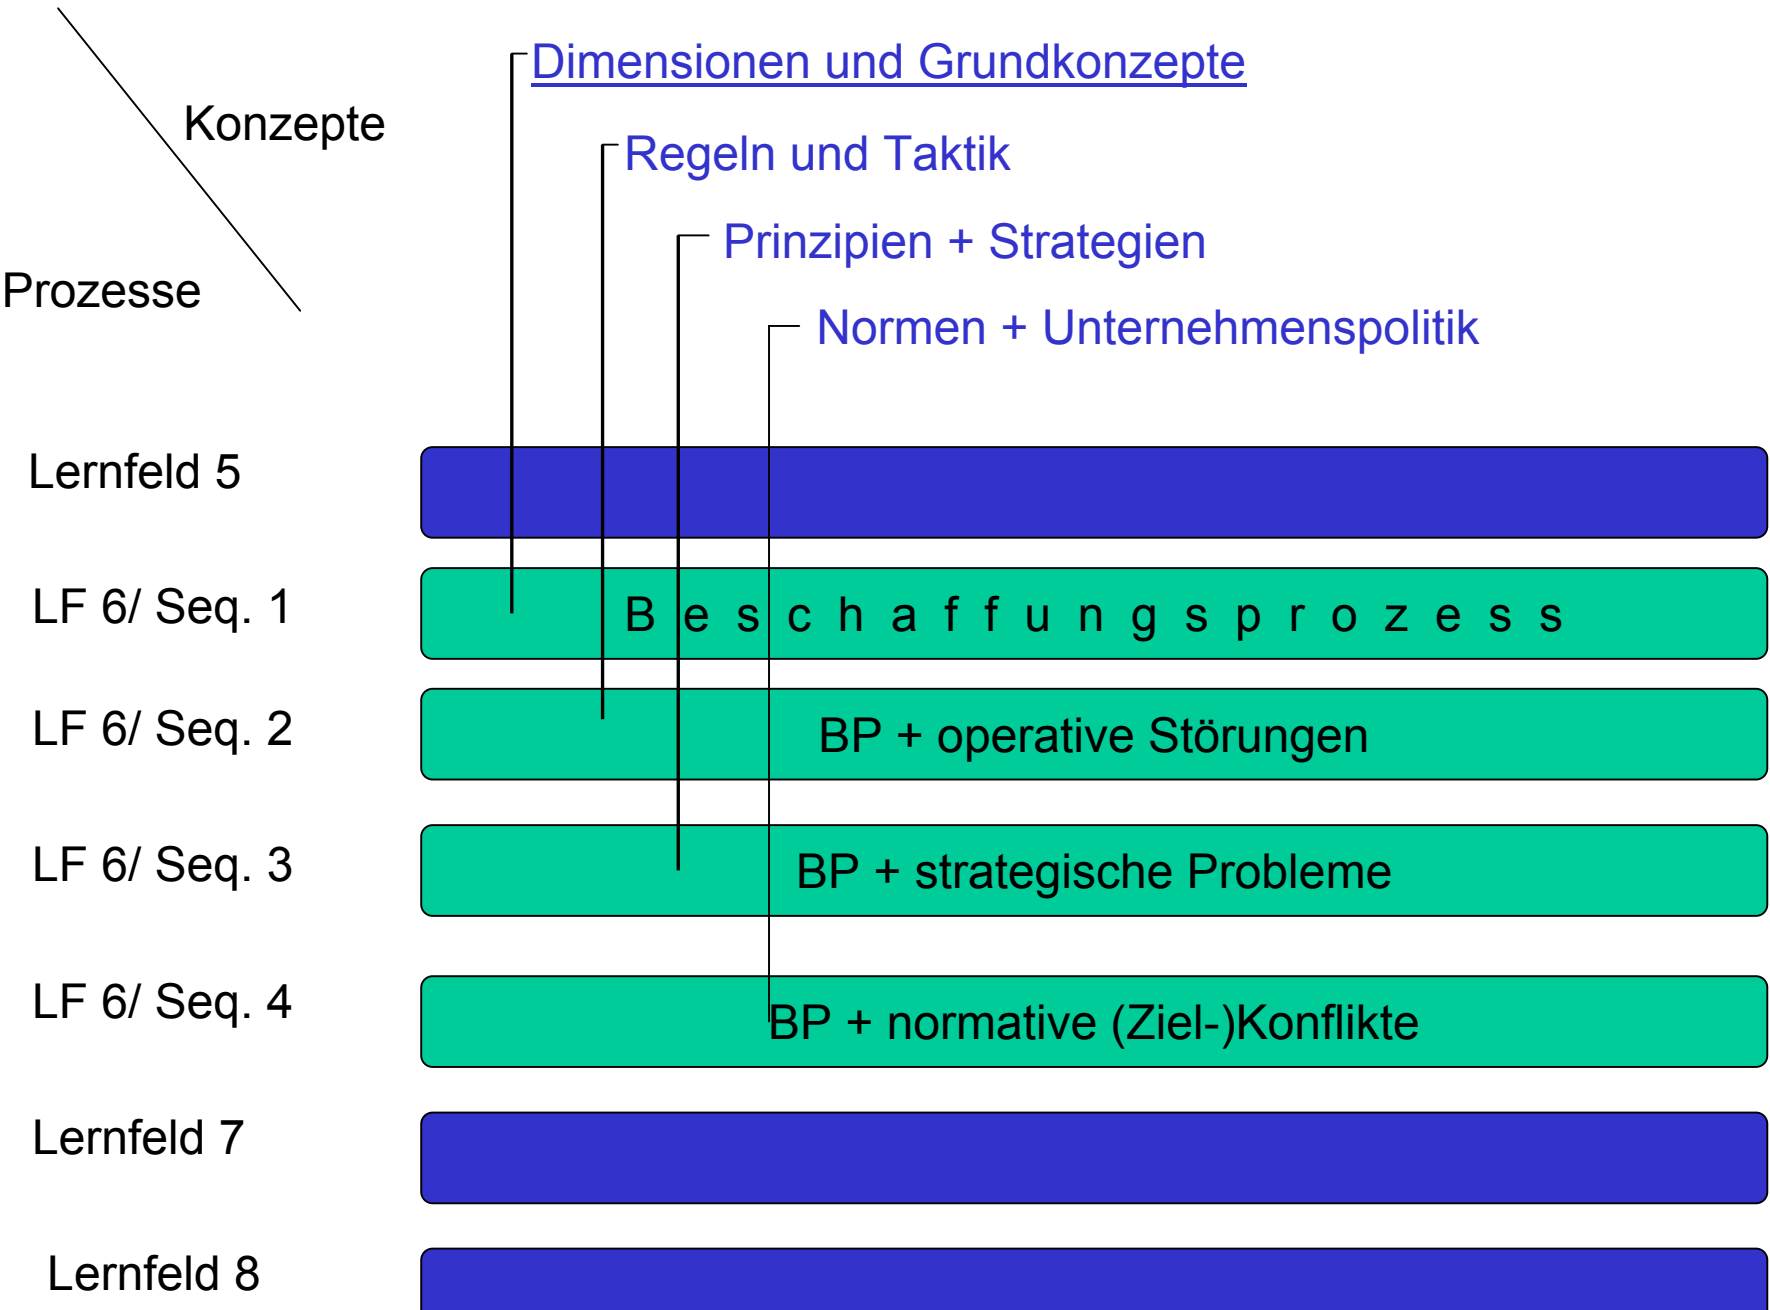 Dimensionen und Grundkonzepte
Konzepte
Regeln und Taktik
Prinzipien + Strategien
Prozesse
Normen + Unternehmenspolitik
Lernfeld 5
LF 6/ Seq. 1
B e s c h a f f u n g s p r o z e s s
LF 6/ Seq. 2
BP + operative Störungen
LF 6/ Seq. 3
BP + strategische Probleme
LF 6/ Seq. 4
BP + normative (Ziel-)Konflikte
Lernfeld 7
Lernfeld 8